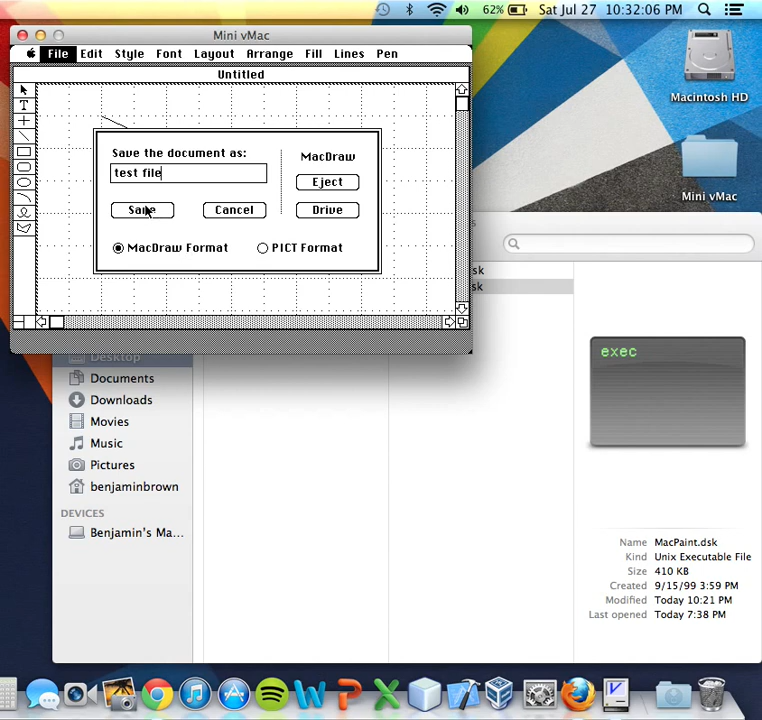 62% Sat Jul 27 10:32:06 PM
Mini vMac
File Edit Style Font Layout Arrange Fill Lines Pen
Untitled
T
Save the document as:
test file
Save Cancel
MacDraw Format PICT Format
MacDraw
Eject
Drive
Macintosh HD
Mini vMac
sk
sk
exec
Desktop
Documents
Downloads
Movies
Music
Pictures
benjaminbrown
DEVICES
Benjamin's Ma...
Name MacPaint.dsk
Kind Unix Executable File
Size 410 KB
Created 9/15/99 3:59 PM
Modified Today 10:21 PM
Last opened Today 7:38 PM